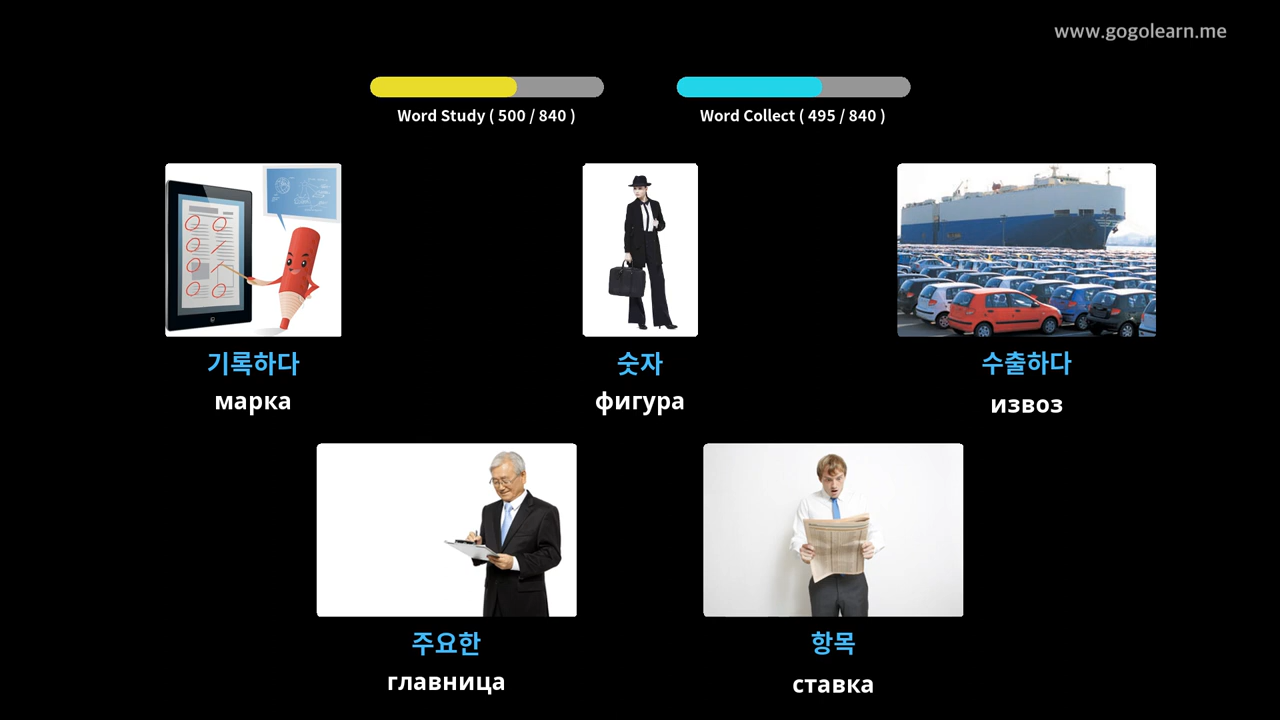 www.gogolearn.me
Word Study ( 500 / 840 )
Word Collect ( 495 / 840 )
기록하다
марка
숫자
фигура
수출하다
извоз
주요한
главница
항목
ставка